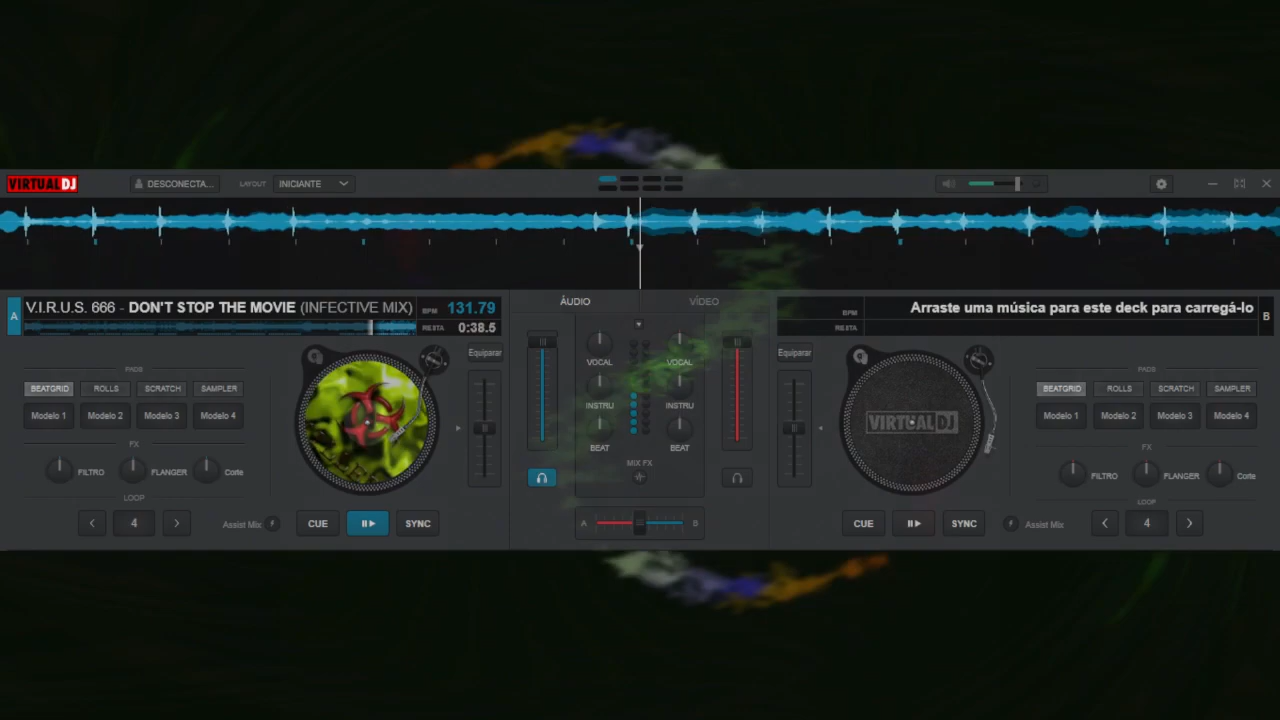 VIRTUAL DJ
DESCONECTA...
LAYOUT
INICIANTE
A
V.I.R.U.S. 666 - DON'T STOP THE MOVIE (INFECTIVE MIX)
BPM 131.79
RESTA 0:38.5
ÁUDIO
VÍDEO
BPM
RESTA
Arraste uma música para este deck para carregá-lo
B
PADS
BEATGRID ROLLS SCRATCH SAMPLER
Modelo 1 Modelo 2 Modelo 3 Modelo 4
FX
FILTRO FLANGER Corte
LOOP
4
Assist Mix
CUE
SYNC
Equiparar
VOCAL VOCAL
INSTRU INSTRU
BEAT BEAT
MIX FX
A B
Equiparar
VIRTUAL DJ
CUE
SYNC
PADS
BEATGRID ROLLS SCRATCH SAMPLER
Modelo 1 Modelo 2 Modelo 3 Modelo 4
FX
FILTRO FLANGER Corte
LOOP
Assist Mix
4